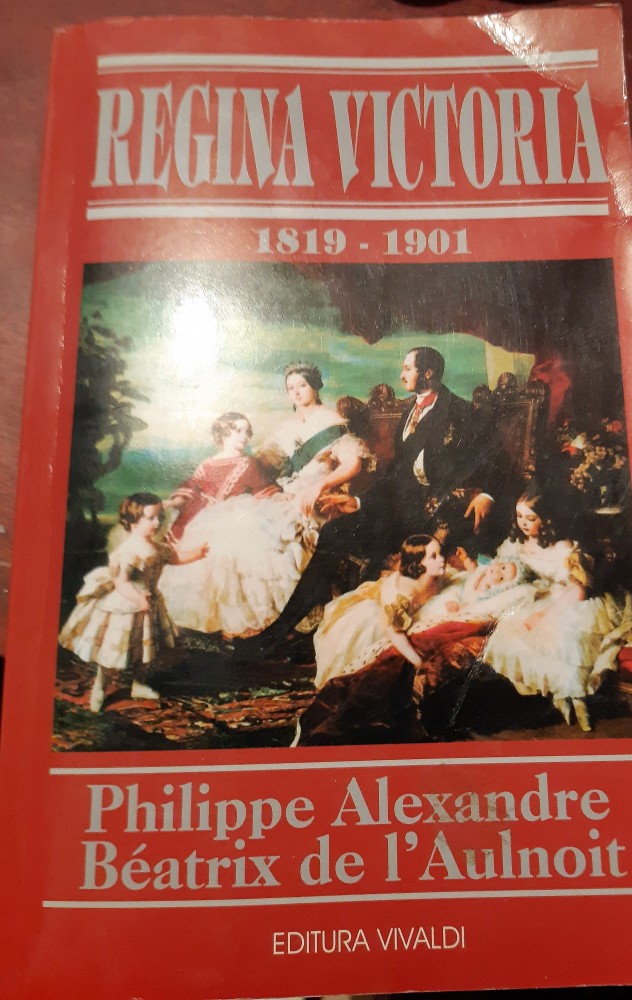 REGINA VICTORIA
1819 - 1901
Philippe Alexandre
Béatrix de l'Aulnoit
EDITURA VIVALDI